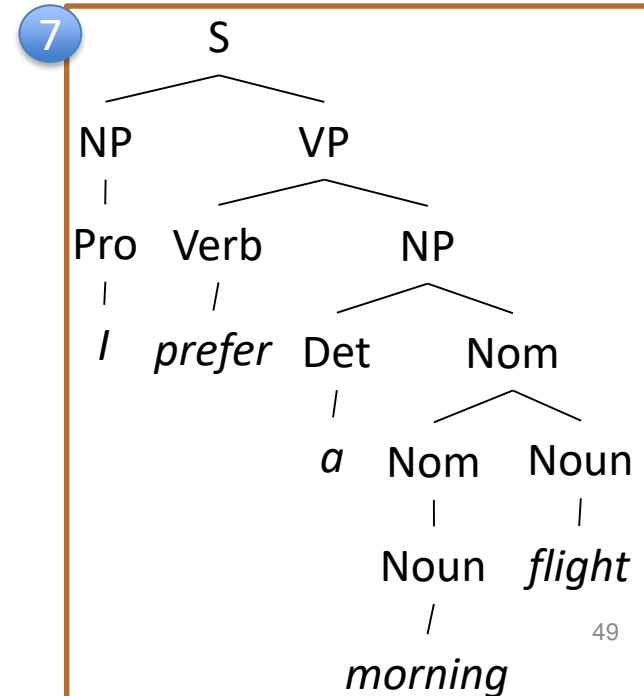 7
S
NP VP
Pro Verb NP
I prefer Det Nom
a Nom Noun
Noun flight
49
morning